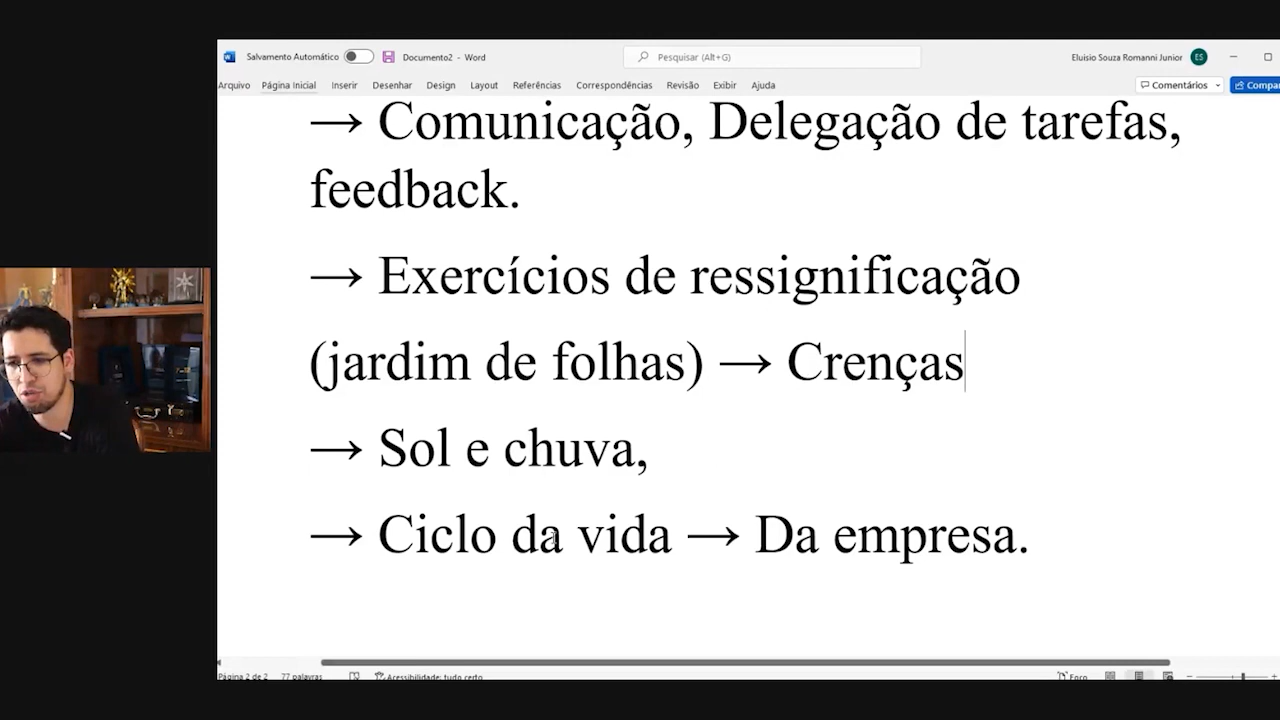 Salvamento Automático
Documento2 - Word
Pesquisar (Alt+G)
Eluisio Souza Romanni Junior
ES
Arquivo Página Inicial Inserir Desenhar Design Layout Referências Correspondências Revisão Exibir Ajuda
Comentários
Compar
→ Comunicação, Delegação de tarefas,
feedback.
→ Exercícios de ressignificação
(jardim de folhas) → Crenças
→ Sol e chuva,
→ Ciclo da vida → Da empresa.
Página 2 de 2 77 palavras Acessibilidade: tudo certo
Foco